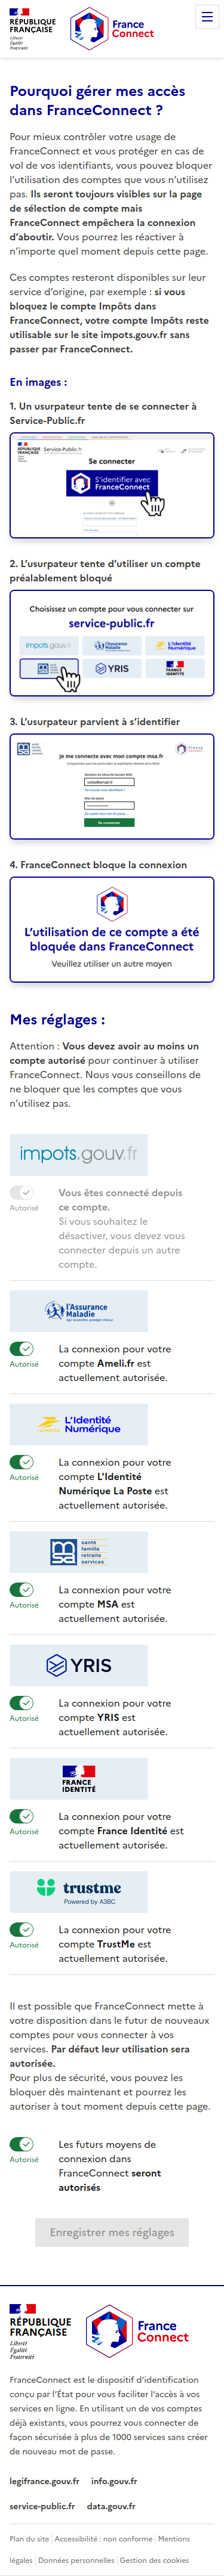 RÉPUBLIQUE
FRANÇAISE
Liberté
Égalité
Fraternité
France
Connect
Pourquoi gérer mes accès
dans FranceConnect ?
Pour mieux contrôler votre usage de
FranceConnect et vous protéger en cas de
vol de vos identifiants, vous pouvez bloquer
l’utilisation des comptes que vous n’utilisez
pas. Ils seront toujours visibles sur la page
de sélection de compte mais
FranceConnect empêchera la connexion
d’aboutir. Vous pourrez les réactiver à
n’importe quel moment depuis cette page.
Ces comptes resteront disponibles sur leur
service d’origine, par exemple : si vous
bloquez le compte Impôts dans
FranceConnect, votre compte Impôts reste
utilisable sur le site impots.gouv.fr sans
passer par FranceConnect.
En images :
1. Un usurpateur tente de se connecter à
Service-Public.fr
Service-Public.fr
Se connecter
S’identifier avec
FranceConnect
2. L’usurpateur tente d’utiliser un compte
préalablement bloqué
Choisissez un compte pour vous connecter sur
service-public.fr
impots.gouv.fr
l’Assurance
Maladie
L’Identité
Numérique
YRIS
FRANCE
IDENTITÉ
3. L’usurpateur parvient à s’identifier
France
Connect
Je me connecte avec mon compte msa.fr
4. FranceConnect bloque la connexion
L’utilisation de ce compte a été
bloquée dans FranceConnect
Veuillez utiliser un autre moyen
Mes réglages :
Attention : Vous devez avoir au moins un
compte autorisé pour continuer à utiliser
FranceConnect. Nous vous conseillons de
ne bloquer que les comptes que vous
n’utilisez pas.
impots.gouv.fr
Vous êtes connecté depuis
ce compte.
Autorisé
Si vous souhaitez le
désactiver, vous devez vous
connecter depuis un autre
compte.
l’Assurance
Maladie
Agir ensemble, protéger chacun
La connexion pour votre
compte Ameli.fr est
actuellement autorisée.
Autorisé
L’Identité
Numérique
La connexion pour votre
compte L'Identité
Numérique La Poste est
actuellement autorisée.
Autorisé
msa
santé
famille
retraite
services
La connexion pour votre
compte MSA est
actuellement autorisée.
Autorisé
YRIS
La connexion pour votre
compte YRIS est
actuellement autorisée.
Autorisé
FRANCE
IDENTITÉ
La connexion pour votre
compte France Identité est
actuellement autorisée.
Autorisé
trustme
Powered by A3BC
La connexion pour votre
compte TrustMe est
actuellement autorisée.
Autorisé
Il est possible que FranceConnect mette à
votre disposition dans le futur de nouveaux
comptes pour vous connecter à vos
services. Par défaut leur utilisation sera
autorisée.
Pour plus de sécurité, vous pouvez les
bloquer dès maintenant et pourrez les
autoriser à tout moment depuis cette page.
Les futurs moyens de
connexion dans
FranceConnect seront
autorisés
Autorisé
Enregistrer mes réglages
RÉPUBLIQUE
FRANÇAISE
Liberté
Égalité
Fraternité
France
Connect
FranceConnect est le dispositif d’identification
conçu par l’État pour vous faciliter l’accès à vos
services en ligne. En utilisant un de vos comptes
déjà existants, vous pourrez vous connecter de
façon sécurisée à plus de 1000 services sans créer
de nouveau mot de passe.
legifrance.gouv.fr info.gouv.fr
service-public.fr data.gouv.fr
Plan du site Accessibilité : non conforme Mentions
légales Données personnelles Gestion des cookies